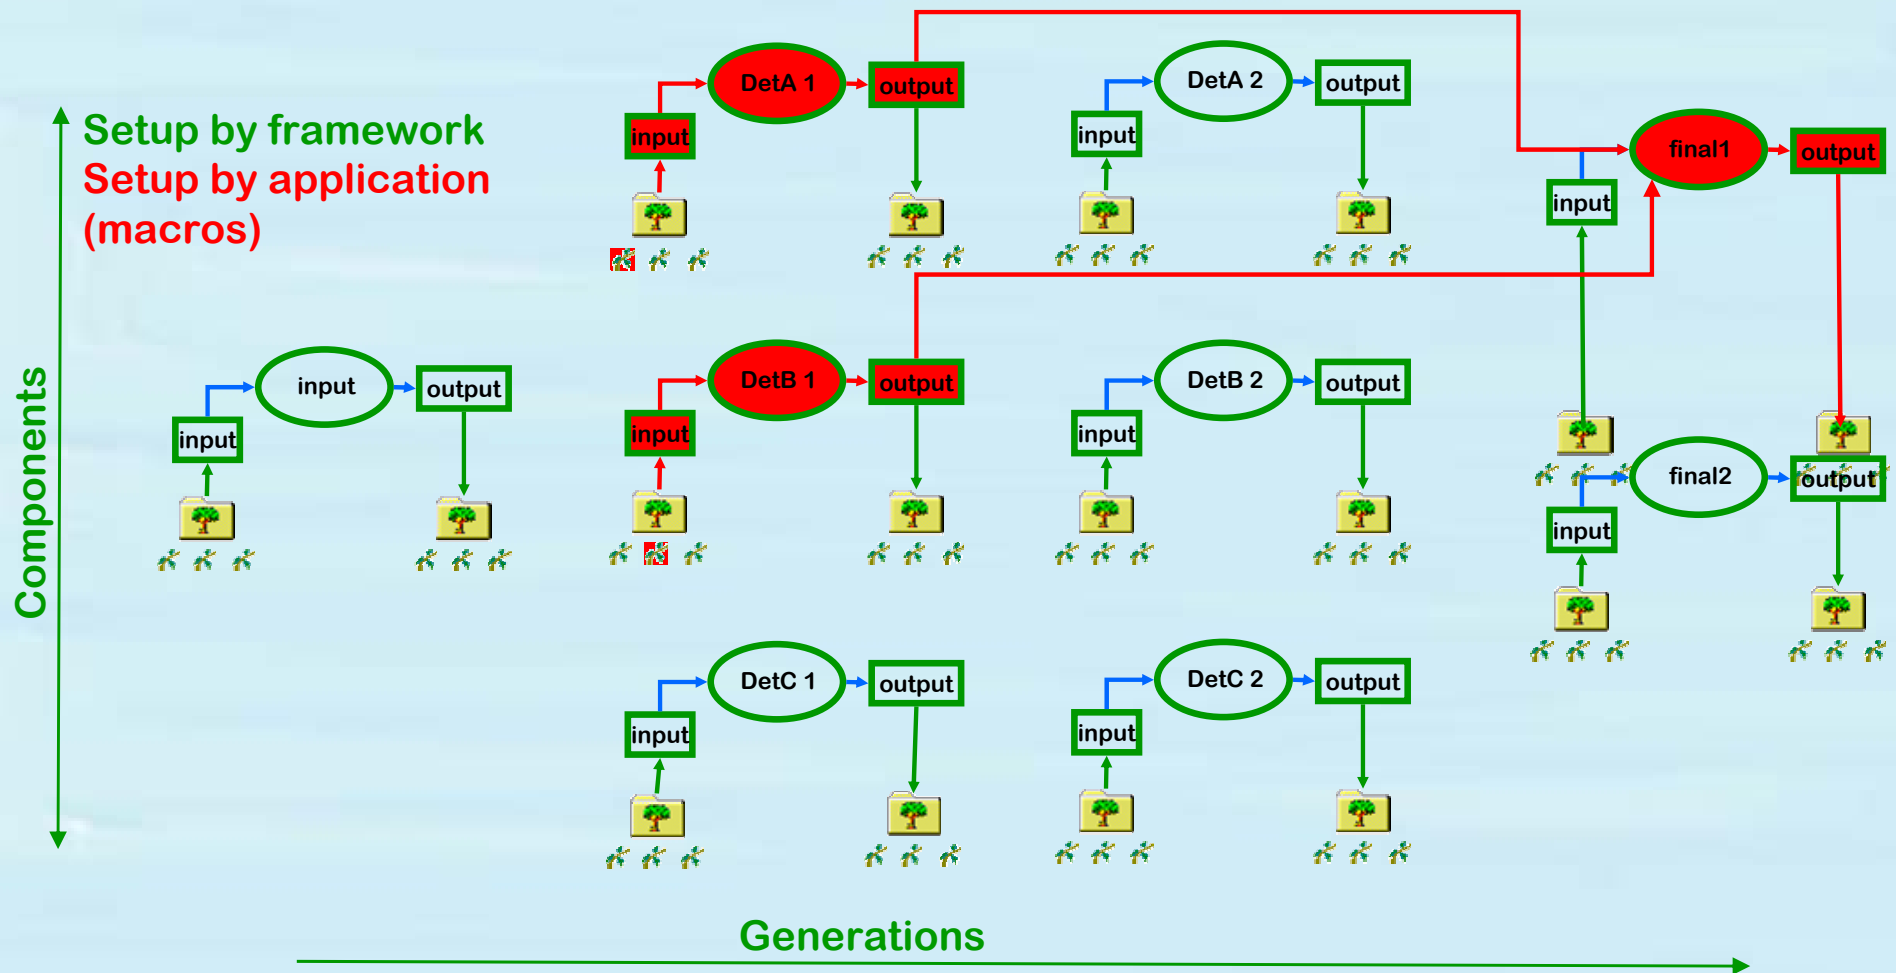 DetA 1
output
DetA 2
output
input
input
Setup by framework
Setup by application
(macros)
final1
output
input
DetB 1
output
DetB 2
output
input
output
input
input
input
Components
final2
output
input
DetC 1
output
DetC 2
output
input
input
Generations